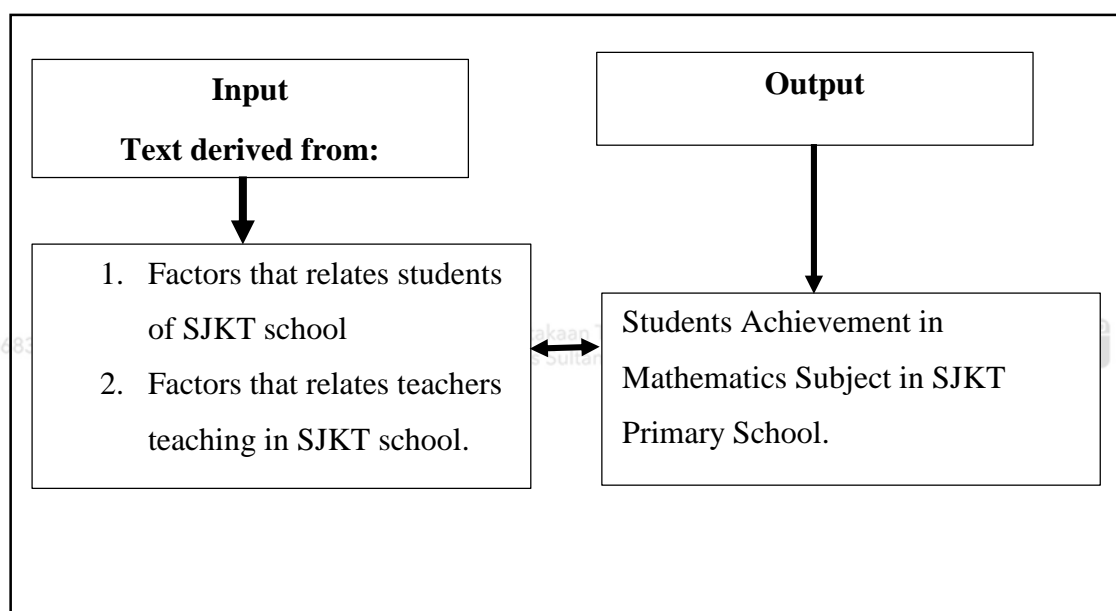 Input
Text derived from:
Output
1. Factors that relates students
of SJKT school
2. Factors that relates teachers
teaching in SJKT school.
Students Achievement in
Mathematics Subject in SJKT
Primary School.